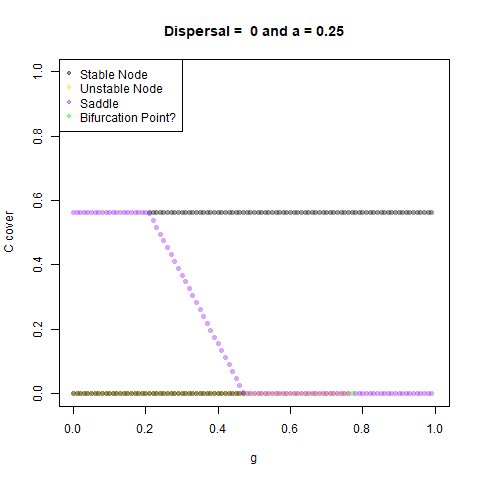 Dispersal =  0 and a = 0.25
Stable Node
Unstable Node
Saddle
Bifurcation Point?
C cover
1.0
0.8
0.6
0.4
0.2
0.0
0.0 0.2 0.4 0.6 0.8 1.0
g